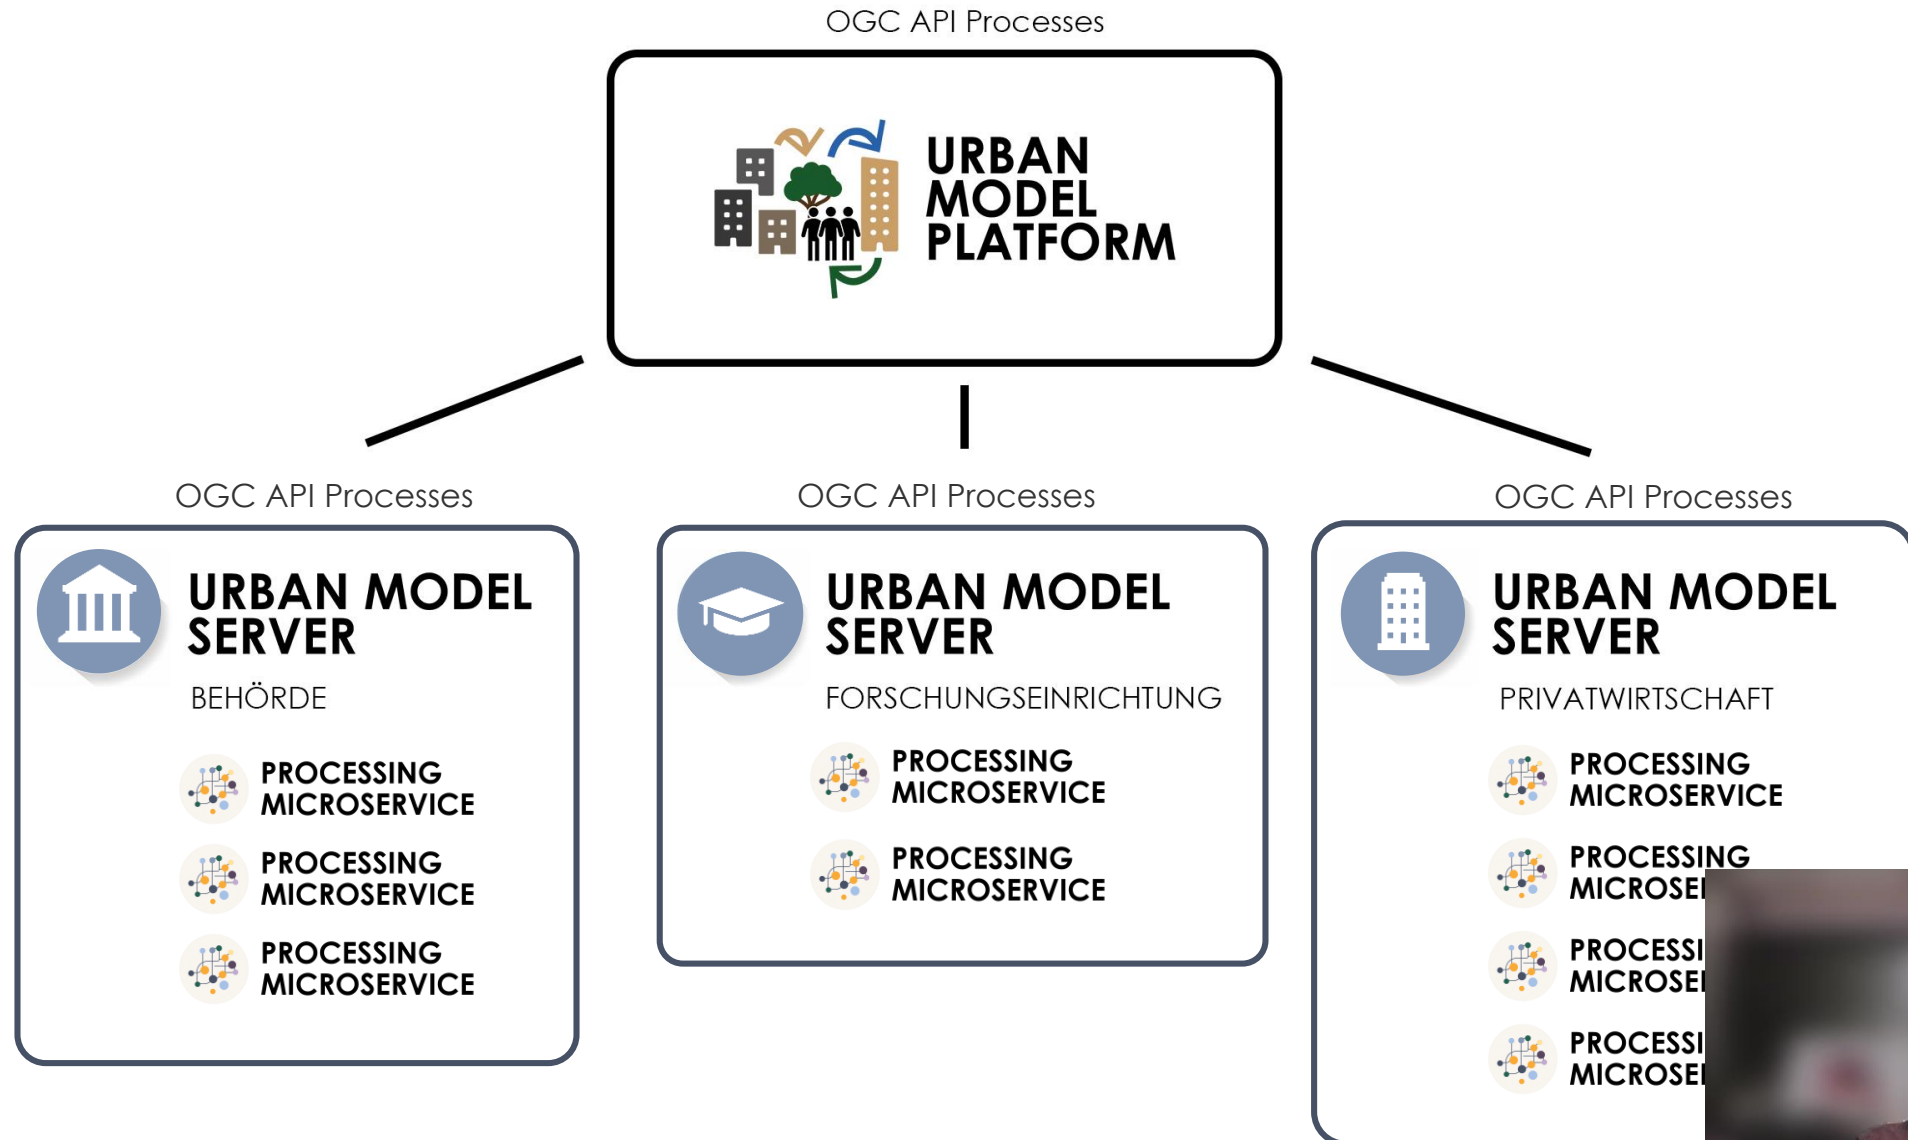 OGC API Processes
URBAN
MODEL
PLATFORM
OGC API Processes
URBAN MODEL
SERVER
BEHÖRDE
PROCESSING
MICROSERVICE
PROCESSING
MICROSERVICE
PROCESSING
MICROSERVICE
OGC API Processes
URBAN MODEL
SERVER
FORSCHUNGSEINRICHTUNG
PROCESSING
MICROSERVICE
PROCESSING
MICROSERVICE
OGC API Processes
URBAN MODEL
SERVER
PRIVATWIRTSCHAFT
PROCESSING
MICROSERVICE
PROCESSING